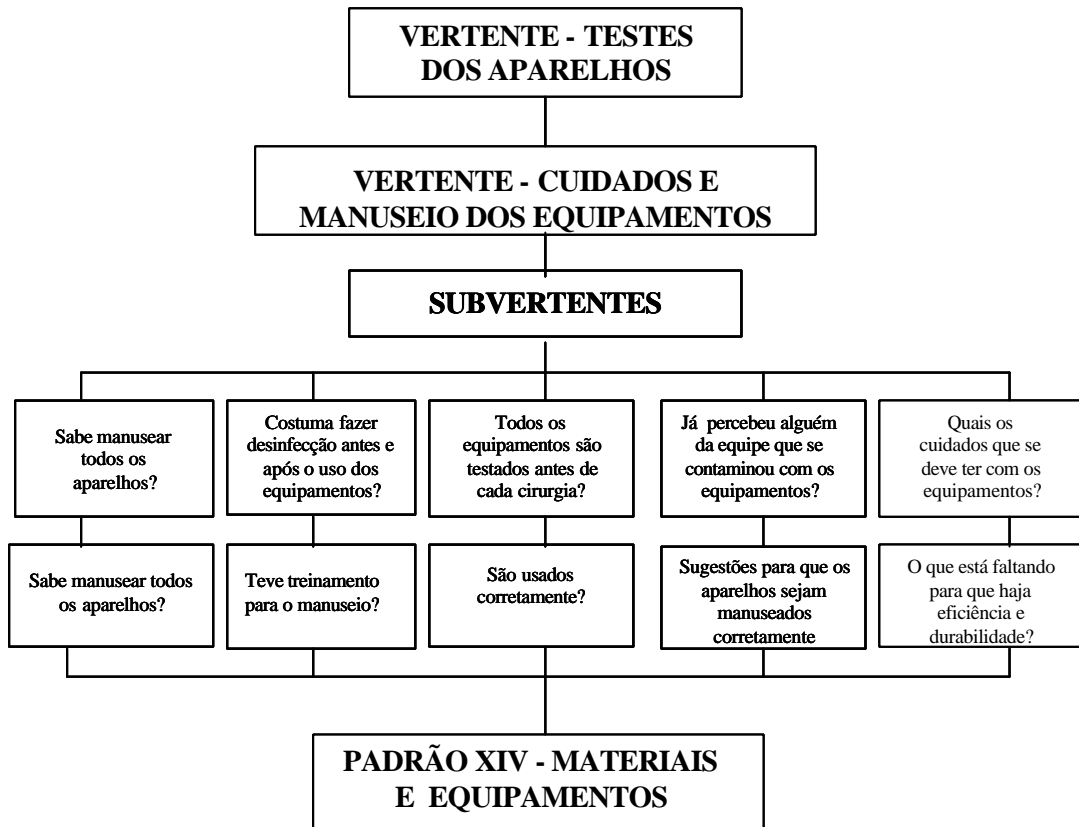 VERTENTE - TESTES
DOS APARELHOS
VERTENTE - CUIDADOS E
MANUSEIO DOS EQUIPAMENTOS
SUBVERTENTES
Sabe manusear
todos os
aparelhos?
Costuma fazer
desinfecção antes e
após o uso dos
equipamentos?
Todos os
equipamentos são
testados antes de
cada cirurgia?
Já percebeu alguém
da equipe que se
contaminou com os
equipamentos?
Quais os
cuidados que se
deve ter com os
equipamentos?
Sabe manusear todos
os aparelhos?
Teve treinamento
para o manuseio?
São usados
corretamente?
Sugestões para que os
aparelhos sejam
manuseados
corretamente
O que está faltando
para que haja
eficiência e
durabilidade?
PADRÃO XIV - MATERIAIS
E EQUIPAMENTOS